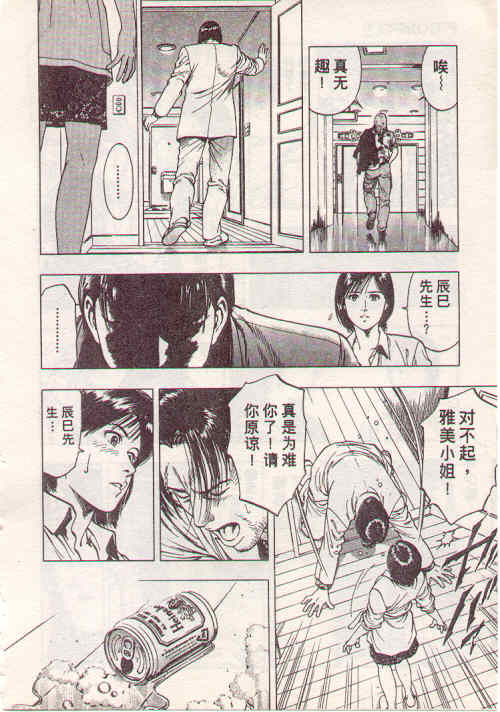 唉～
真无
趣！
………
辰巳
先生…？
…………
对不起，
雅美小姐！
真是为难
你了！请
你原谅！
辰巳先
生…